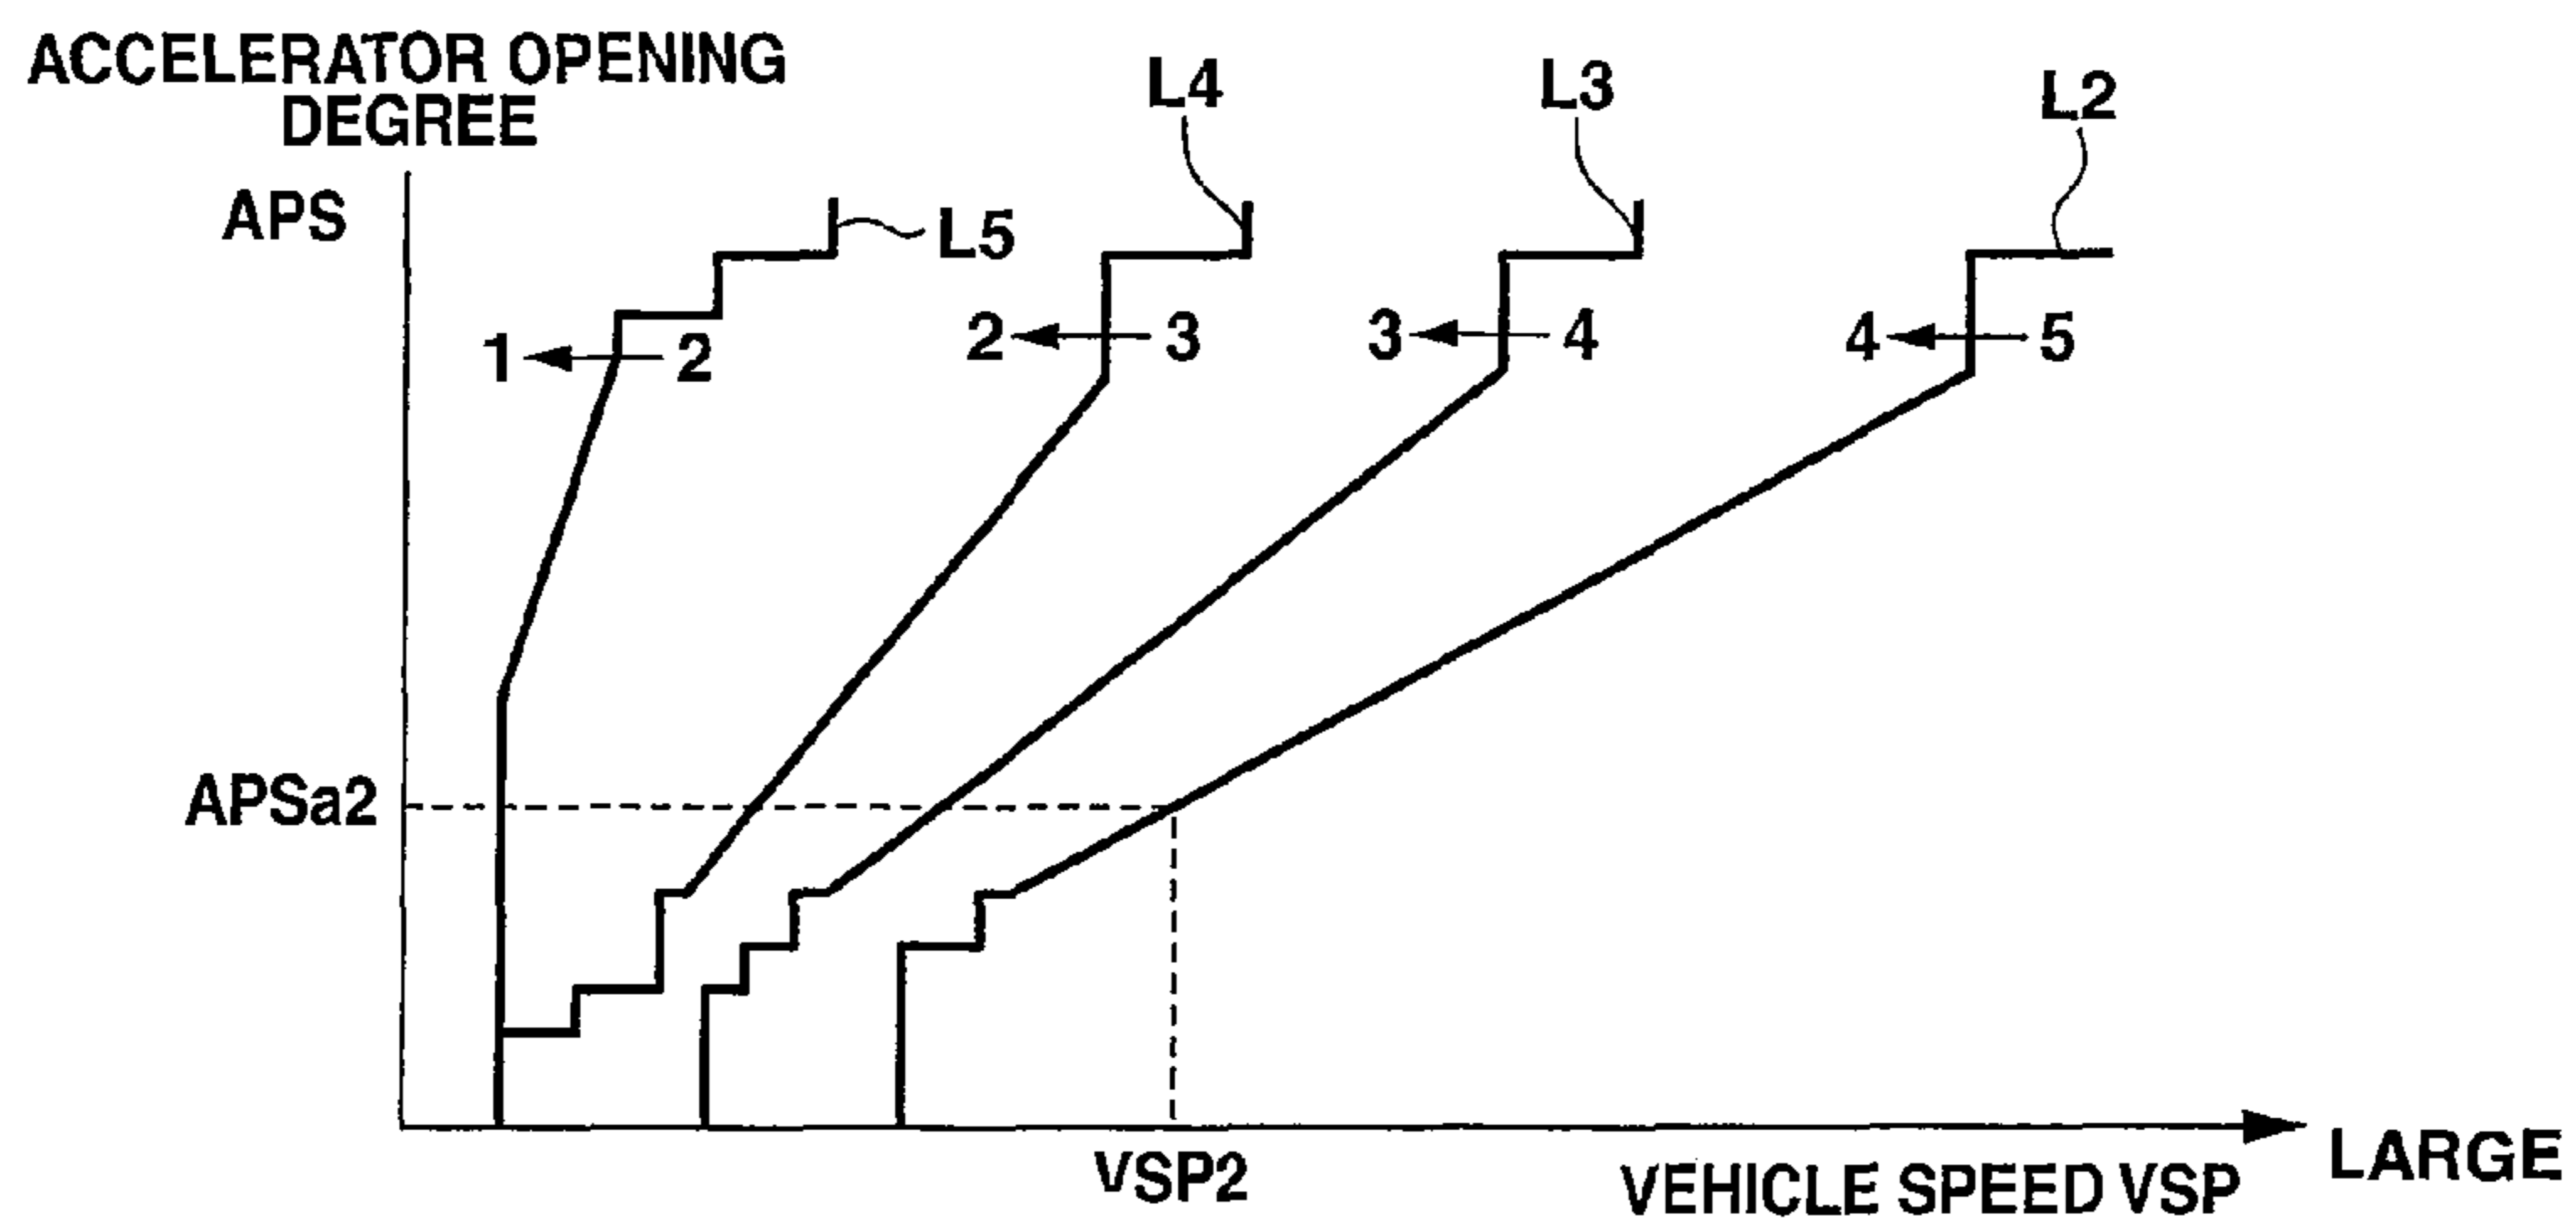 ACCELERATOR OPENING
DEGREE
APS
L5
L4
L3
L2
1 2
2 3
3 4
4 5
APSa2
VSP2
VEHICLE SPEED VSP
LARGE